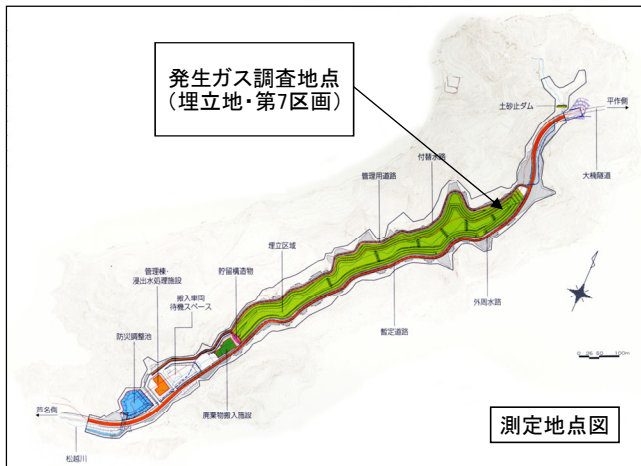 発生ガス調査地点
(埋立地・第7区画)
土砂止ダム
平作側
大楠隧道
付替水路
管理用道路
埋立区域
貯留構造物
管理棟・
浸出水処理施設
搬入車両
待機スペース
防災調整池
外周水路
暫定道路
0 25 50 100m
芦名側
廃棄物搬入施設
松越川
測定地点図